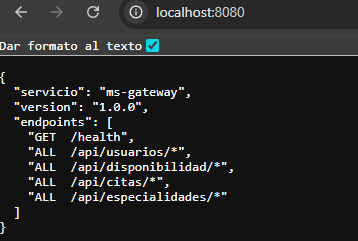 localhost:8080
Dar formato al texto
{
  "servicio": "ms-gateway",
  "version": "1.0.0",
  "endpoints": [
    "GET  /health",
    "ALL  /api/usuarios/*",
    "ALL  /api/disponibilidad/*",
    "ALL  /api/citas/*",
    "ALL  /api/especialidades/*"
  ]
}